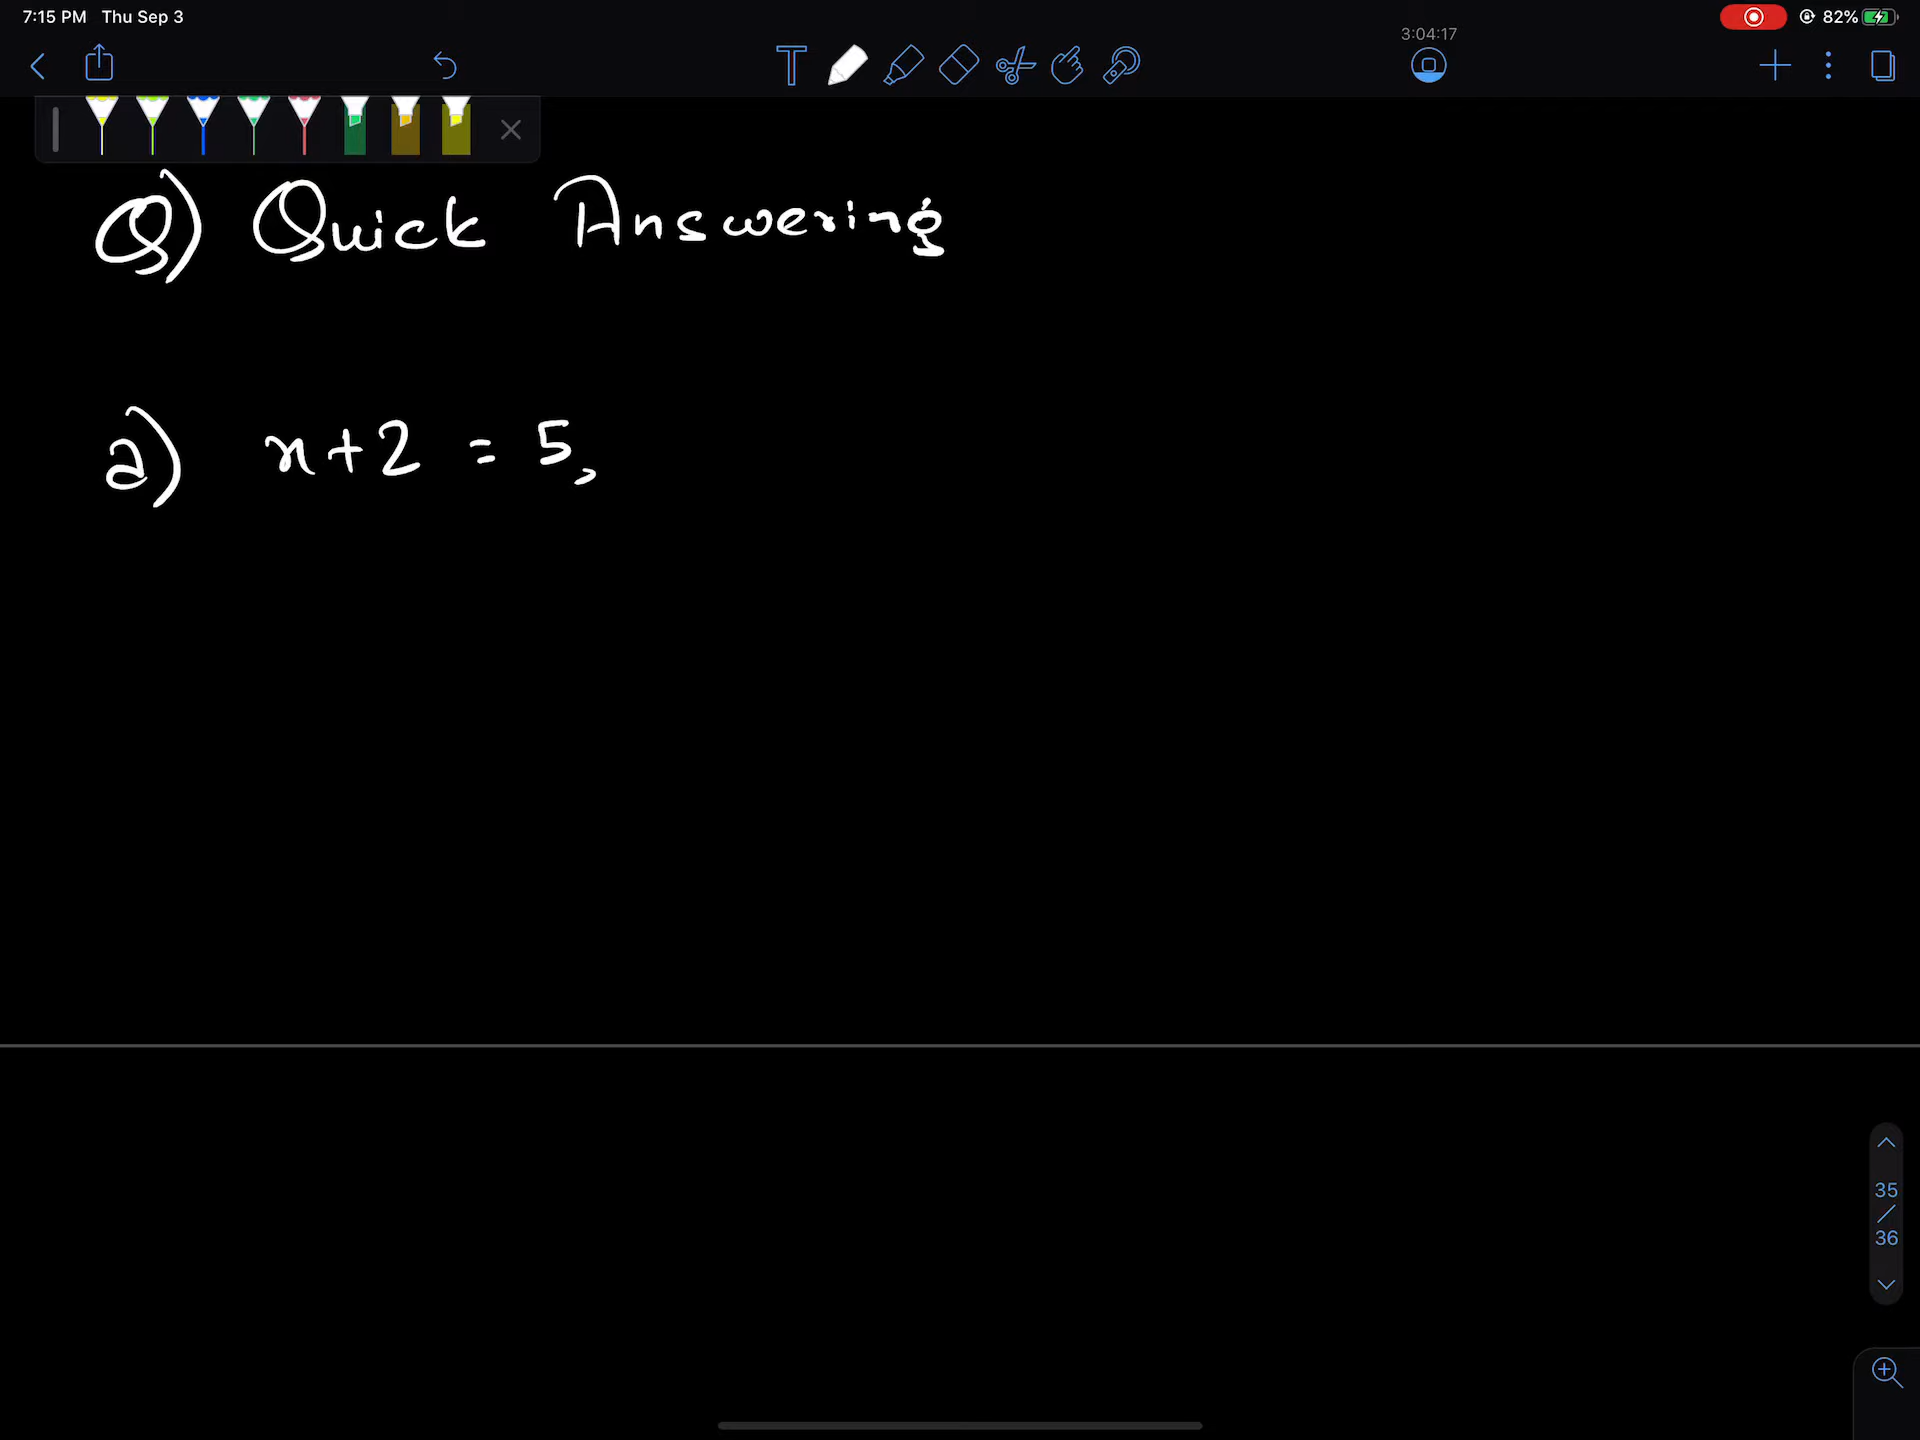 7:15 PM Thu Sep 3
82%
3:04:17
Q) Quick Answering
a) x+2 = 5,
35
/
36